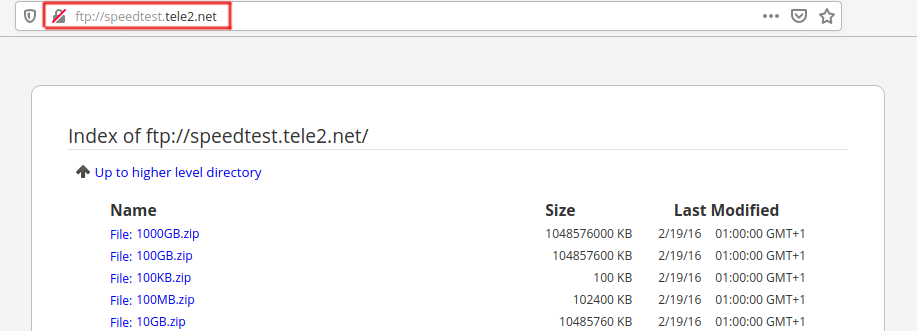 ftp://speedtest.tele2.net
Index of ftp://speedtest.tele2.net/
Up to higher level directory
Name Size Last Modified
File: 1000GB.zip 1048576000 KB 2/19/16 01:00:00 GMT+1
File: 100GB.zip 104857600 KB 2/19/16 01:00:00 GMT+1
File: 100KB.zip 100 KB 2/19/16 01:00:00 GMT+1
File: 100MB.zip 102400 KB 2/19/16 01:00:00 GMT+1
File: 10GB.zip 10485760 KB 2/19/16 01:00:00 GMT+1